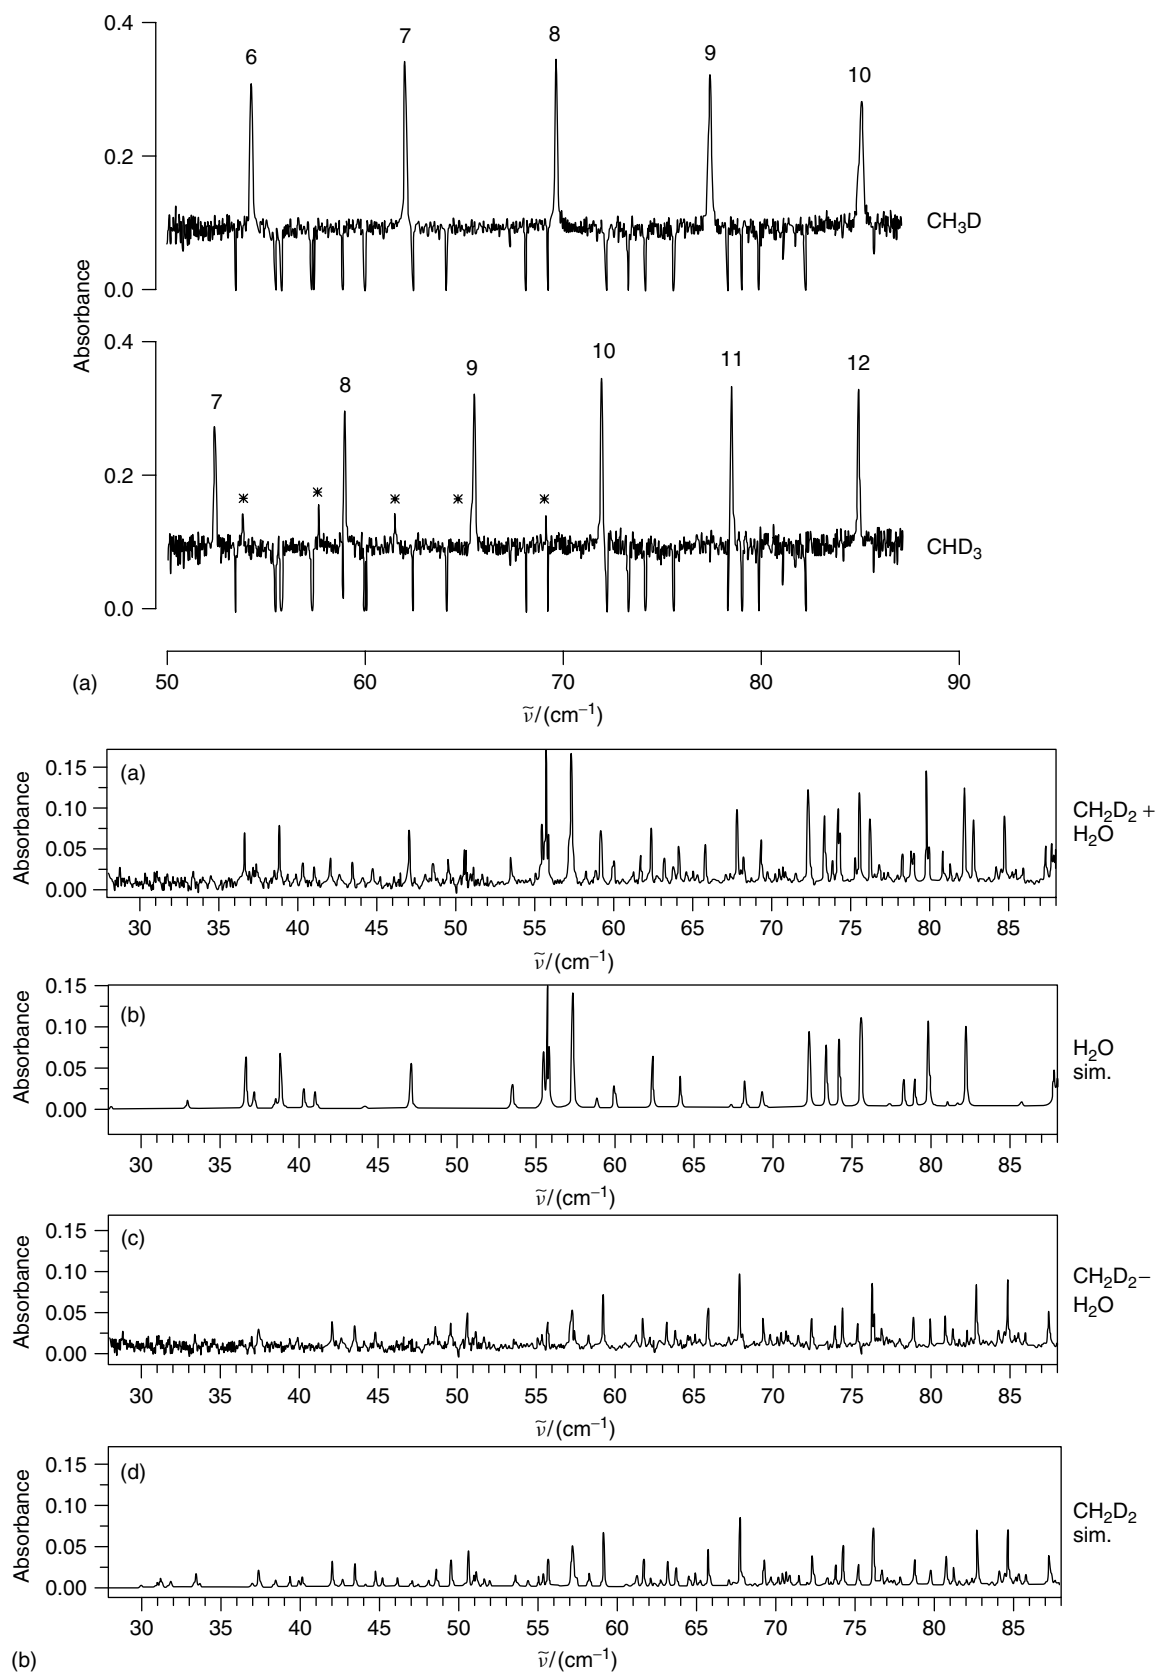 0.4
6
7
8
9
10
0.2
CH₃D
0.0
Absorbance
0.4
7
8
9
10
11
12
* * * * *
0.2
CHD₃
0.0
(a)
50 60 70 80 90
ν̃/(cm⁻¹)
(a)
Absorbance
0.15
0.10
0.05
0.00
CH₂D₂ +
H₂O
30 35 40 45 50 55 60 65 70 75 80 85
ν̃/(cm⁻¹)
(b)
Absorbance
0.15
0.10
0.05
0.00
H₂O
sim.
30 35 40 45 50 55 60 65 70 75 80 85
ν̃/(cm⁻¹)
(c)
Absorbance
0.15
0.10
0.05
0.00
CH₂D₂−
H₂O
30 35 40 45 50 55 60 65 70 75 80 85
ν̃/(cm⁻¹)
(d)
Absorbance
0.15
0.10
0.05
0.00
CH₂D₂
sim.
30 35 40 45 50 55 60 65 70 75 80 85
(b)
ν̃/(cm⁻¹)